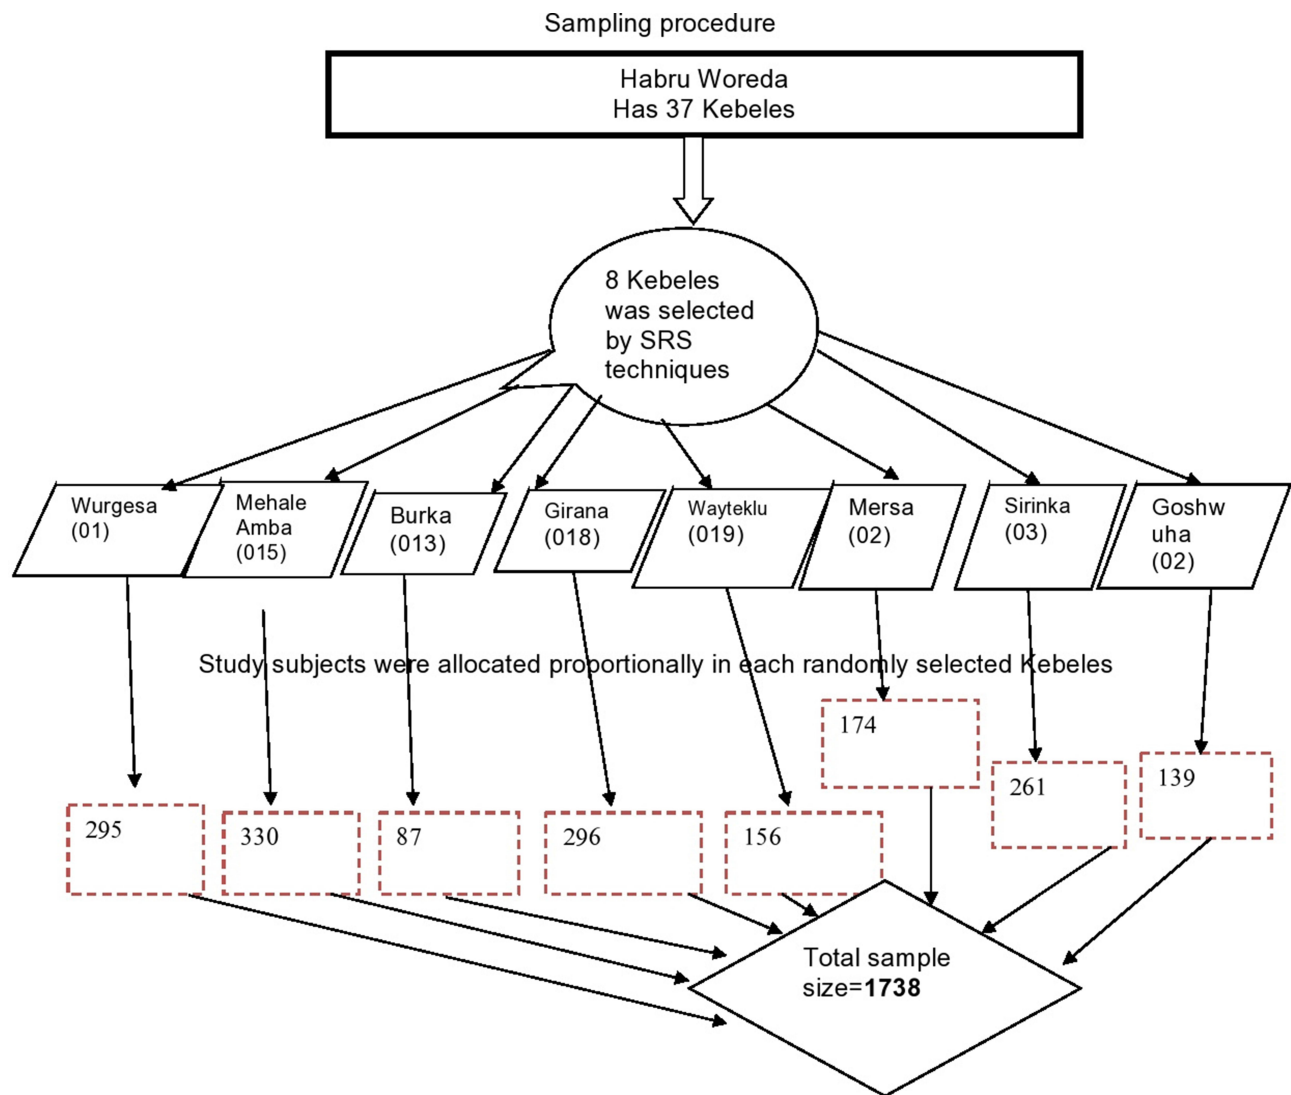 Sampling procedure
Habru Woreda
Has 37 Kebeles
8 Kebeles
was selected
by SRS
techniques
Wurgesa
(01)
Mehale
Amba
(015)
Burka
(013)
Girana
(018)
Wayteklu
(019)
Mersa
(02)
Sirinka
(03)
Goshw
uha
(02)
Study subjects were allocated proportionally in each randomly selected Kebeles
295
330
87
296
156
174
261
139
Total sample
size=1738